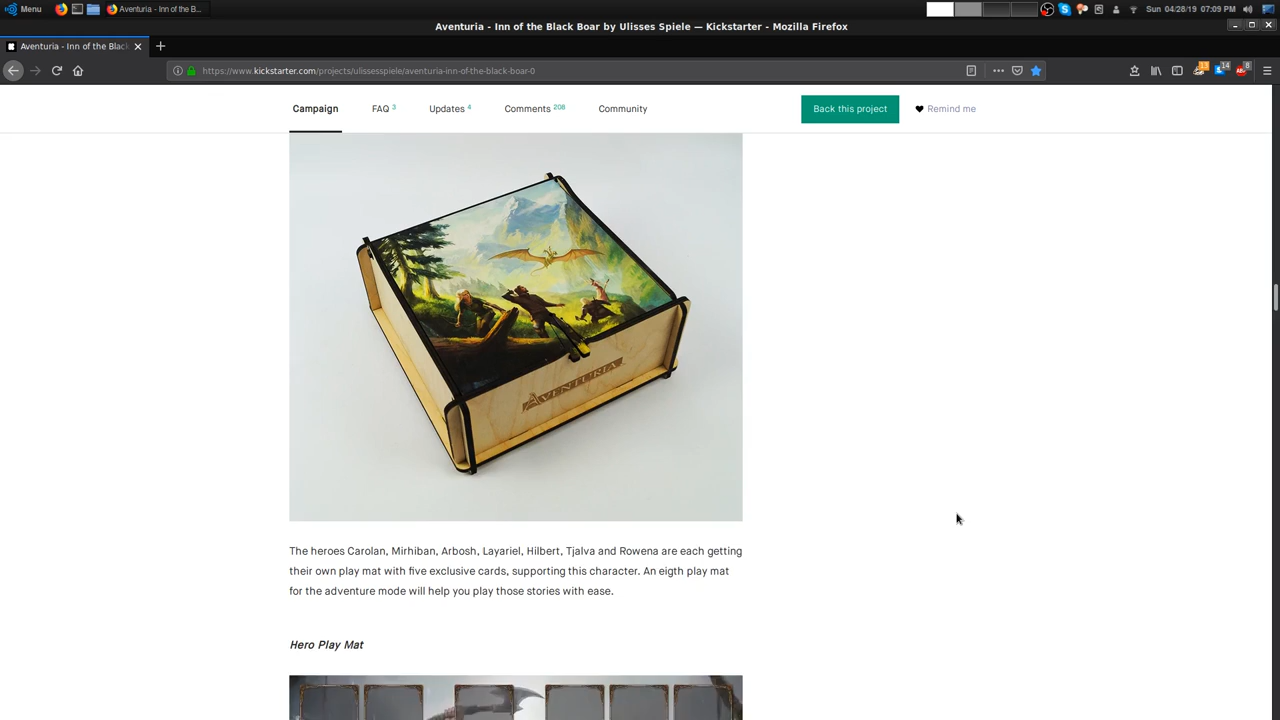 Menu
Aventuria - Inn of the B...
Sun 04/28/19
07:09 PM
Aventuria - Inn of the Black Boar by Ulisses Spiele — Kickstarter - Mozilla Firefox
Aventuria - Inn of the Black
https://www.kickstarter.com/projects/ulissesspiele/aventuria-inn-of-the-black-boar-0
13
14
8
Campaign
FAQ 3
Updates 4
Comments 208
Community
Back this project
Remind me
AVENTURIA
The heroes Carolan, Mirhiban, Arbosh, Layariel, Hilbert, Tjalva and Rowena are each getting
their own play mat with five exclusive cards, supporting this character. An eigth play mat
for the adventure mode will help you play those stories with ease.
Hero Play Mat